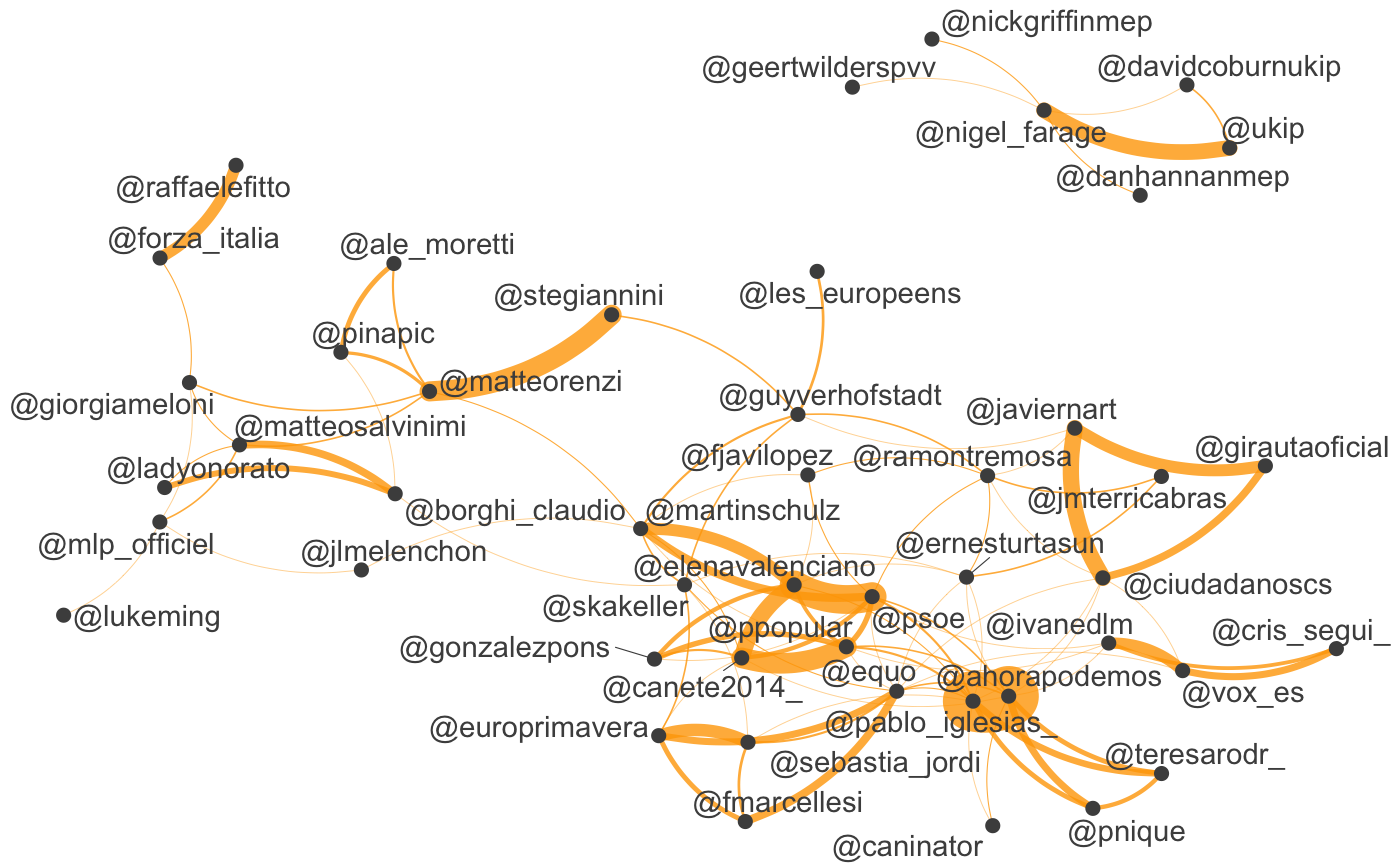 @nickgriffinmep
@geertwilderspvv
@davidcoburnukip
@nigel_farage
@ukip
@danhannanmep
@raffaelefitto
@forza_italia
@ale_moretti
@stegiannini
@les_europeens
@pinapic
@matteorenzi
@giorgiameloni
@guyverhofstadt
@javiernart
@matteosalvinimi
@ladyonorato
@fjavilopez
@ramontremosa
@girautaoficial
@jmterricabras
@borghi_claudio
@martinschulz
@mlp_officiel
@jlmelenchon
@ernesturtasun
@elenavalenciano
@ciudadanoscs
@skakeller
@lukeming
@ppopular
@psoe
@ivanedlm
@cris_segui_
@gonzalezpons
@equo
@ahorapodemos
@canete2014_
@vox_es
@europrimavera
@pablo_iglesias_
@sebastia_jordi
@teresarodr_
@fmarcellesi
@pnique
@caninator